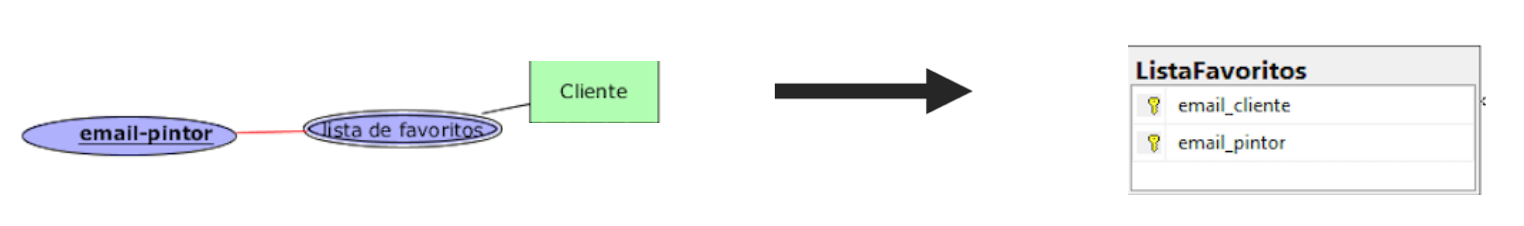 Cliente
email-pintor
lista de favoritos
ListaFavoritos
email_cliente
email_pintor